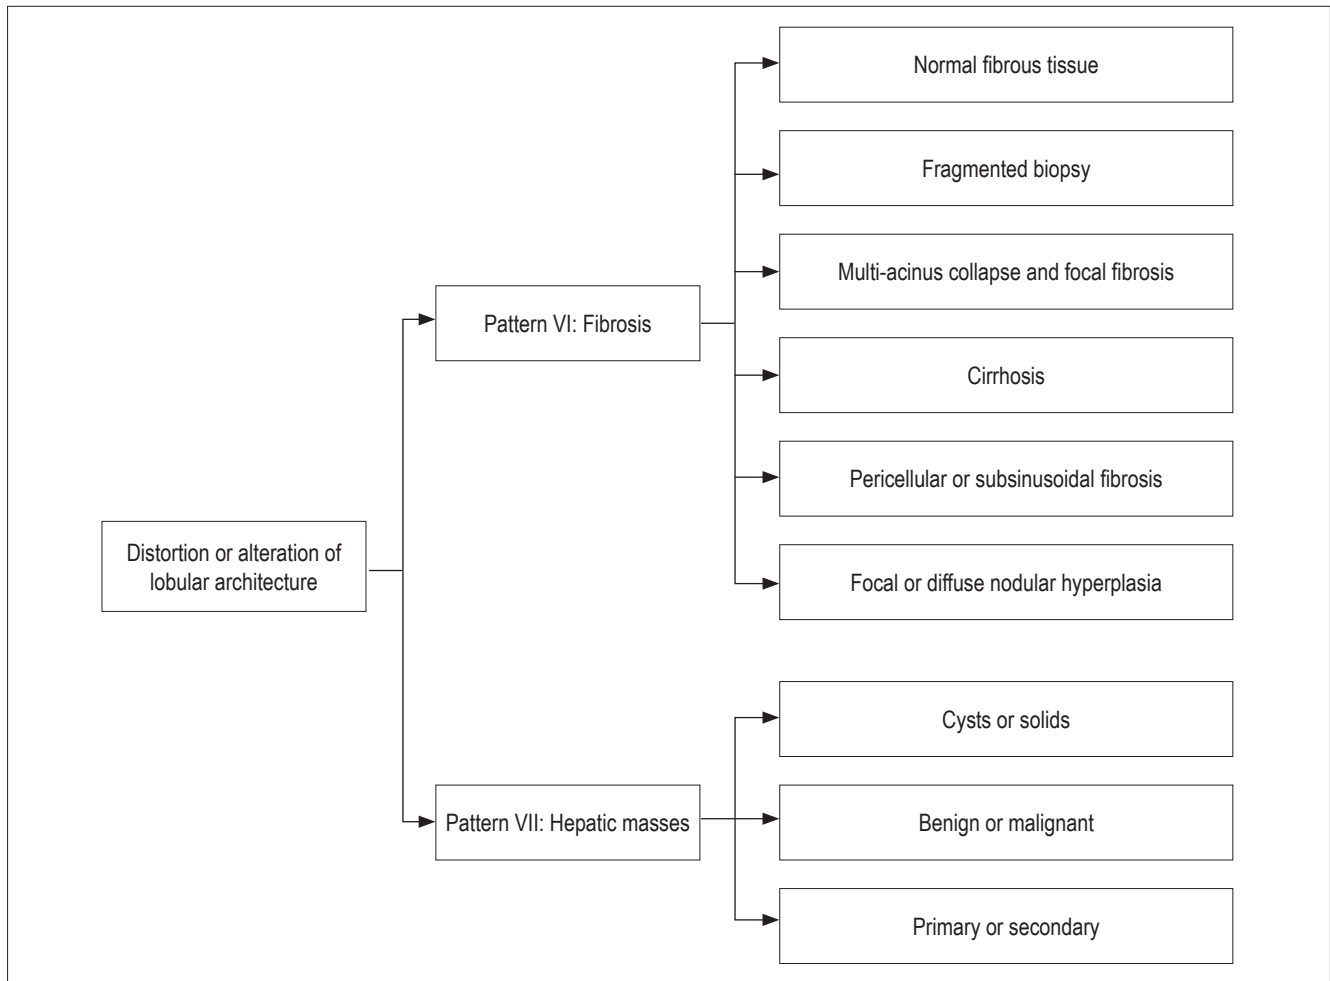 Normal fibrous tissue
Fragmented biopsy
Multi-acinus collapse and focal fibrosis
Pattern VI: Fibrosis
Cirrhosis
Pericellular or subsinusoidal fibrosis
Distortion or alteration of
lobular architecture
Focal or diffuse nodular hyperplasia
Cysts or solids
Pattern VII: Hepatic masses
Benign or malignant
Primary or secondary